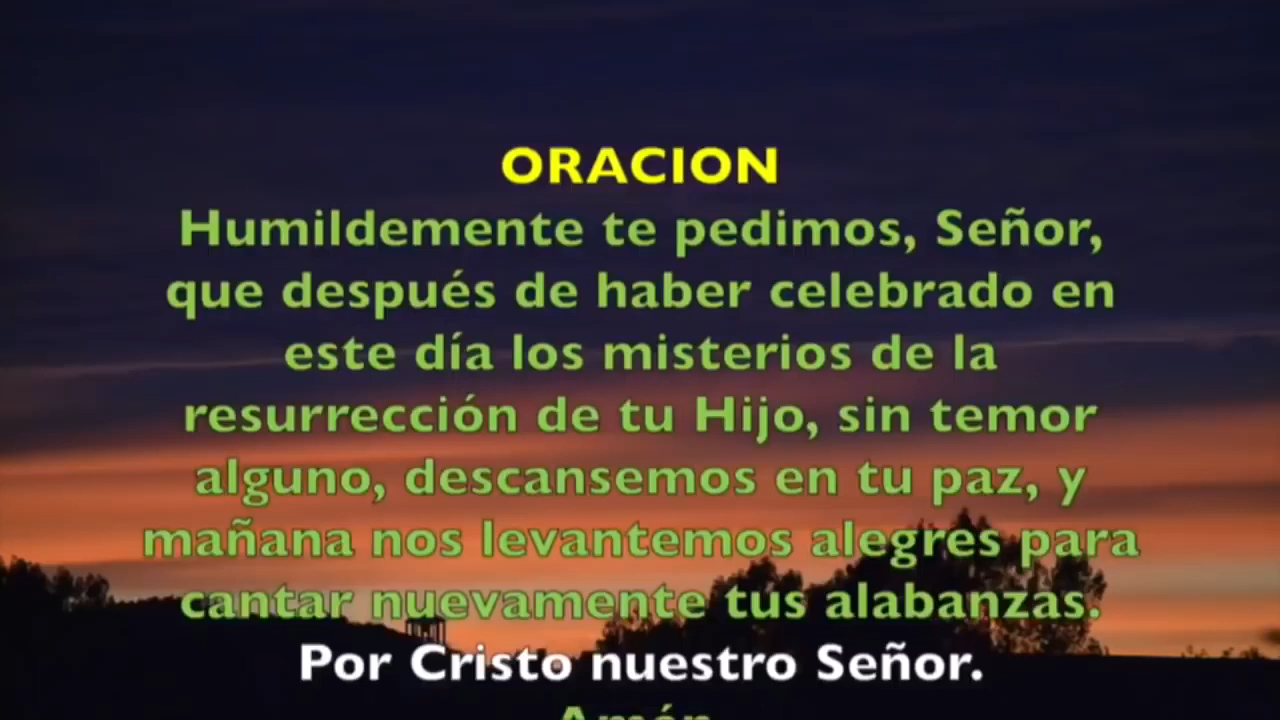 ORACION
Humildemente te pedimos, Señor,
que después de haber celebrado en
este día los misterios de la
resurrección de tu Hijo, sin temor
alguno, descansemos en tu paz, y
mañana nos levantemos alegres para
cantar nuevamente tus alabanzas.
Por Cristo nuestro Señor.
Amén